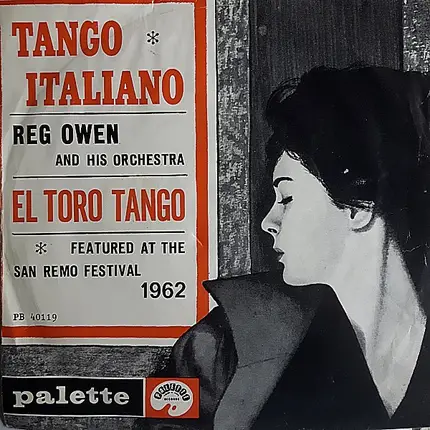 TANGO *
ITALIANO
REG OWEN
AND HIS ORCHESTRA
EL TORO TANGO
* FEATURED AT THE
SAN REMO FESTIVAL
1962
PB 40119
palette